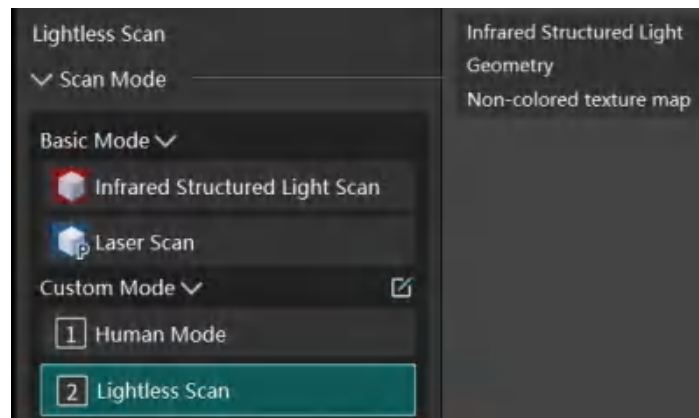 Lightless Scan
Scan Mode
Basic Mode
Infrared Structured Light Scan
P Laser Scan
Custom Mode
1 Human Mode
2 Lightless Scan
Infrared Structured Light
Geometry
Non-colored texture map